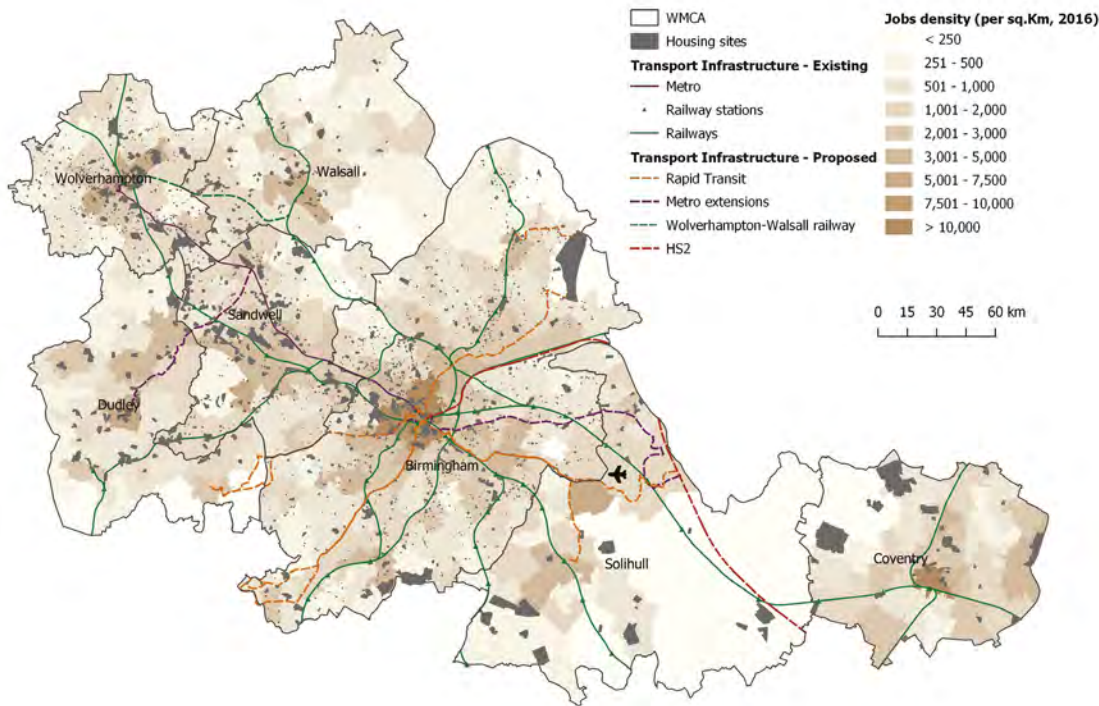 WMCA
Housing sites
Transport Infrastructure - Existing
Metro
Railway stations
Railways
Transport Infrastructure - Proposed
Rapid Transit
Metro extensions
Wolverhampton-Walsall railway
HS2
Jobs density (per sq.Km, 2016)
< 250
251 - 500
501 - 1,000
1,001 - 2,000
2,001 - 3,000
3,001 - 5,000
5,001 - 7,500
7,501 - 10,000
> 10,000
0 15 30 45 60 km
Wolverhampton
Walsall
Sandwell
Dudley
Birmingham
Solihull
Coventry